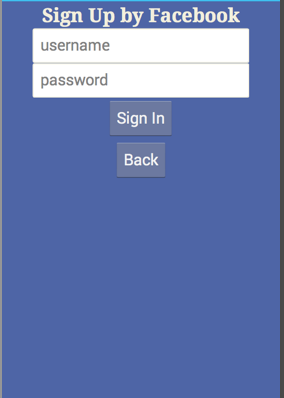 Sign Up by Facebook
username
password
Sign In
Back